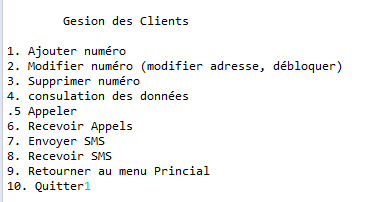 Gesion des Clients
1. Ajouter numéro
2. Modifier numéro (modifier adresse, débloquer)
3. Supprimer numéro
4. consulation des données
.5 Appeler
6. Recevoir Appels
7. Envoyer SMS
8. Recevoir SMS
9. Retourner au menu Princial
10. Quitter1